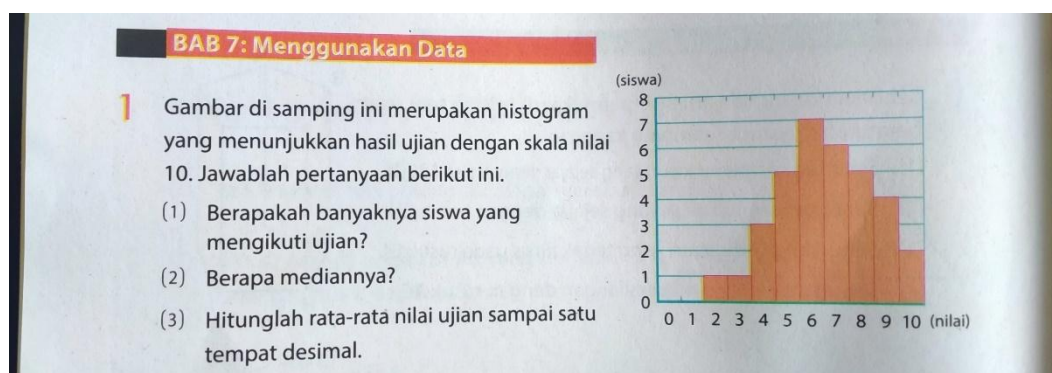 BAB 7: Menggunakan Data
1 Gambar di samping ini merupakan histogram
yang menunjukkan hasil ujian dengan skala nilai
10. Jawablah pertanyaan berikut ini.
(1) Berapakah banyaknya siswa yang
mengikuti ujian?
(2) Berapa mediannya?
(3) Hitunglah rata-rata nilai ujian sampai satu
tempat desimal.
(siswa)
8
7
6
5
4
3
2
1
0
0 1 2 3 4 5 6 7 8 9 10 (nilai)